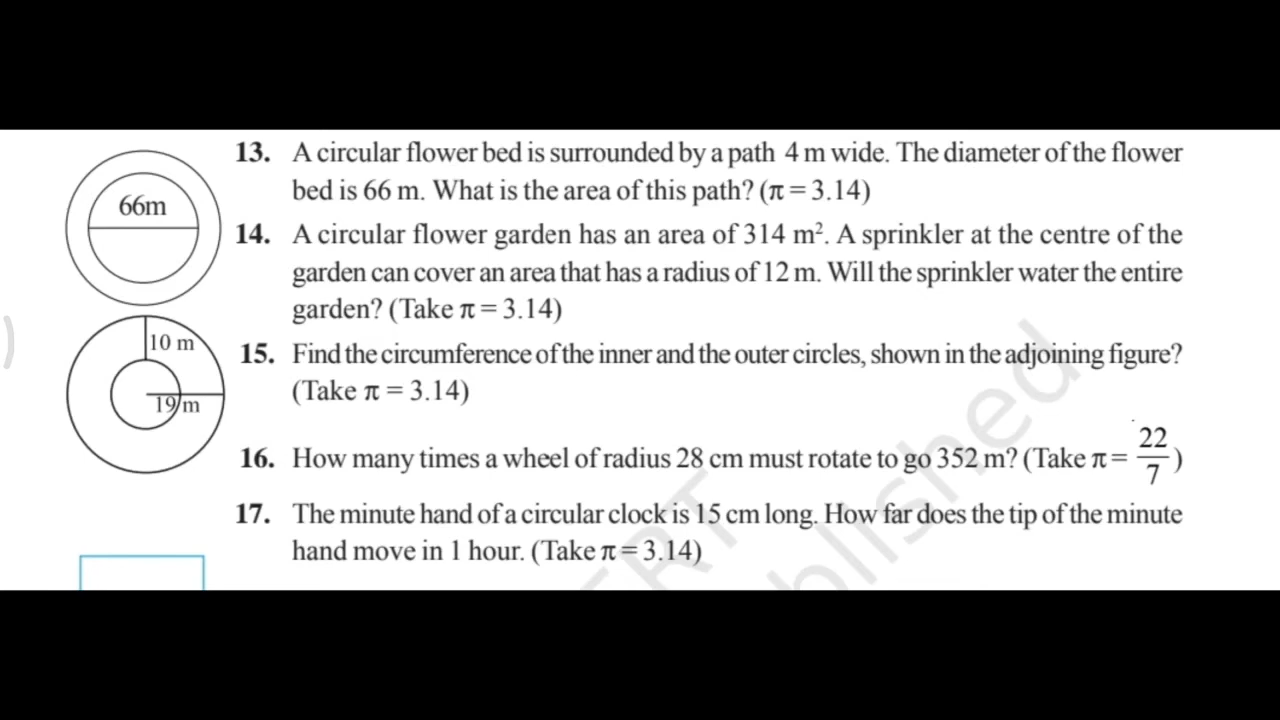 13. A circular flower bed is surrounded by a path 4 m wide. The diameter of the flower
bed is 66 m. What is the area of this path? (π = 3.14)
66m
14. A circular flower garden has an area of 314 m². A sprinkler at the centre of the
garden can cover an area that has a radius of 12 m. Will the sprinkler water the entire
garden? (Take π = 3.14)
10 m
19 m
15. Find the circumference of the inner and the outer circles, shown in the adjoining figure?
(Take π = 3.14)
16. How many times a wheel of radius 28 cm must rotate to go 352 m? (Take π = 22/7)
17. The minute hand of a circular clock is 15 cm long. How far does the tip of the minute
hand move in 1 hour. (Take π = 3.14)